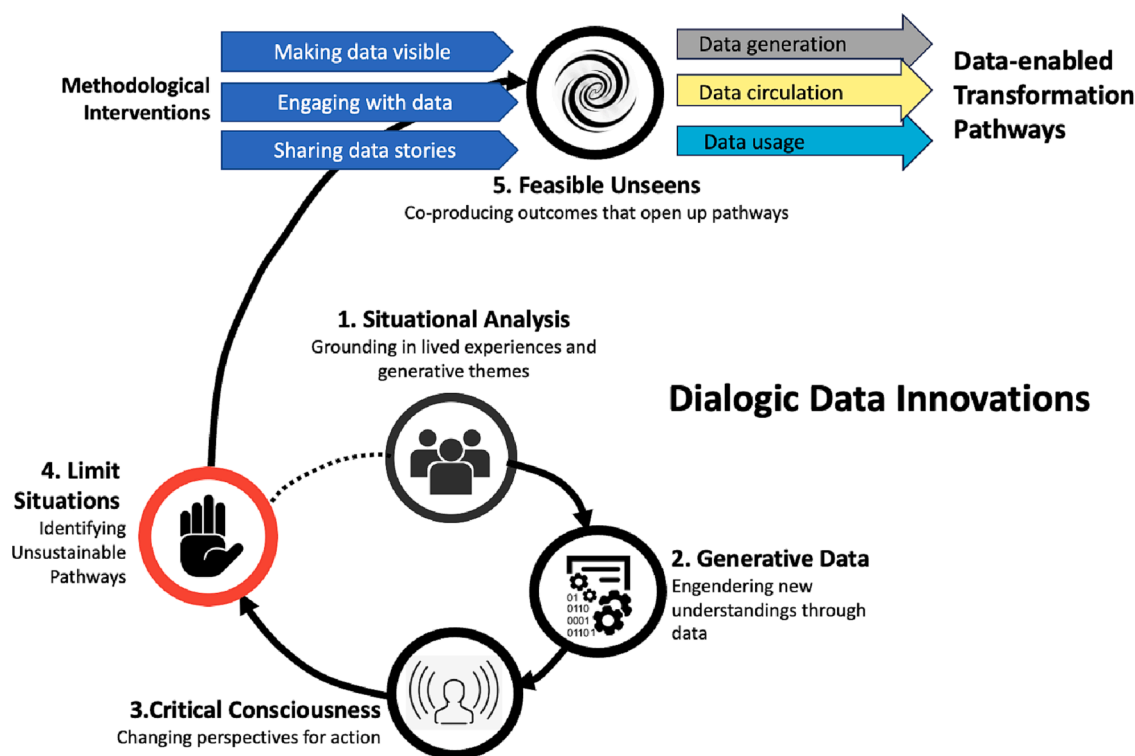 Making data visible
Methodological
Interventions
Engaging with data
Sharing data stories
Data generation
Data circulation
Data usage
Data-enabled
Transformation
Pathways
5. Feasible Unseens
Co-producing outcomes that open up pathways
1. Situational Analysis
Grounding in lived experiences and
generative themes
Dialogic Data Innovations
4. Limit
Situations
Identifying
Unsustainable
Pathways
2. Generative Data
Engendering new
understandings through
data
01
0110
0001
01101
3.Critical Consciousness
Changing perspectives for action